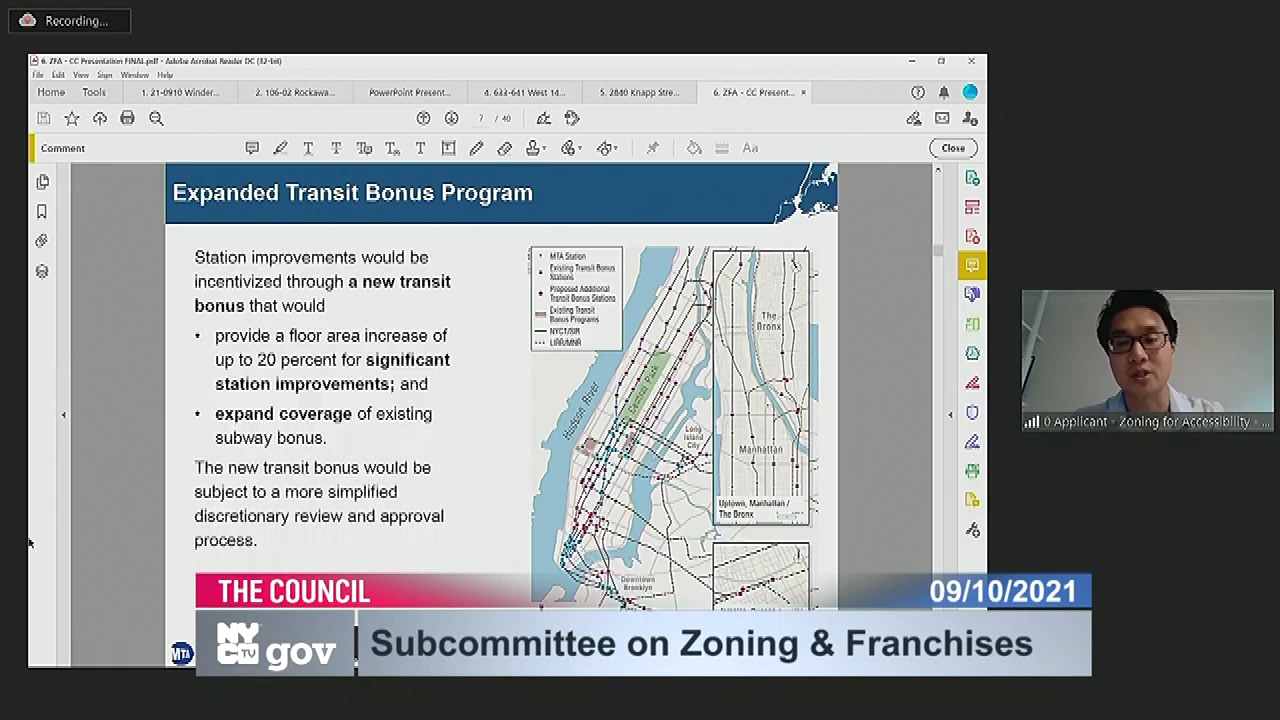 Recording...
6. ZFA - CC Presentation FINAL.pdf - Adobe Acrobat Reader DC (32-bit)
File Edit View Sign Window Help
Home Tools 1. 21-0910 Winder... 2. 106-02 Rockawa... PowerPoint Present... 4. 633-641 West 14... 5. 2840 Knapp Stre... 6. ZFA - CC Present... ×
7 / 40
Comment
Close
Expanded Transit Bonus Program
Station improvements would be
incentivized through a new transit
bonus that would
• provide a floor area increase of
up to 20 percent for significant
station improvements; and
• expand coverage of existing
subway bonus.
The new transit bonus would be
subject to a more simplified
discretionary review and approval
process.
MTA Station
Existing Transit Bonus
Stations
Proposed Additional
Transit Bonus Stations
Existing Transit
Bonus Programs
NYCT/SIR
LIRR/MNR
Hudson River
Central Park
Long
Island
City
The
Bronx
Manhattan
Uptown, Manhattan /
The Bronx
Downtown
Brooklyn
0 Applicant - Zoning for Accessibility - ...
THE COUNCIL
09/10/2021
MTA
NYC TV gov
Subcommittee on Zoning & Franchises